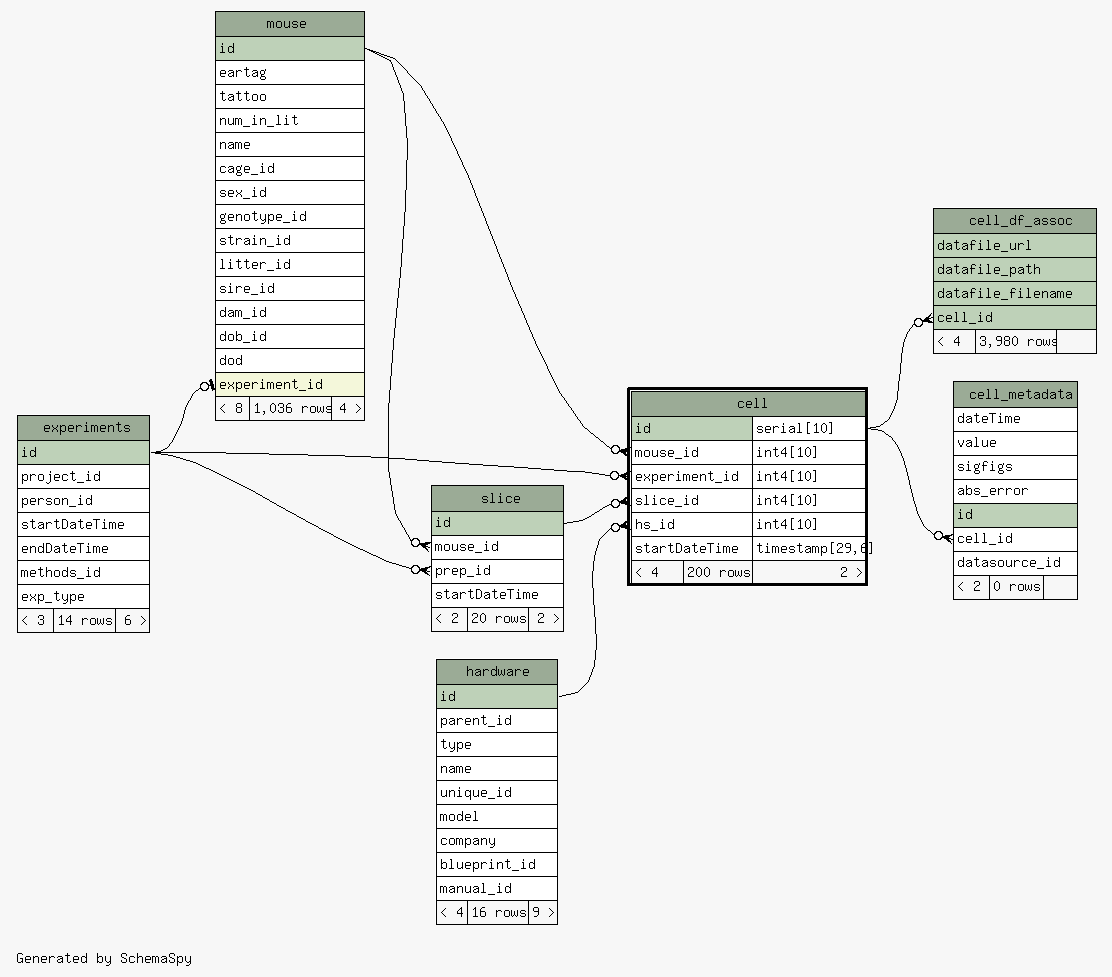 mouse
id
eartag
tattoo
num_in_lit
name
cage_id
sex_id
genotype_id
strain_id
litter_id
sire_id
dam_id
dob_id
dod
experiment_id
< 8 1,036 rows 4 >
experiments
id
project_id
person_id
startDateTime
endDateTime
methods_id
exp_type
< 3 14 rows 6 >
slice
id
mouse_id
prep_id
startDateTime
< 2 20 rows 2 >
hardware
id
parent_id
type
name
unique_id
model
company
blueprint_id
manual_id
< 4 16 rows 9 >
cell
id serial[10]
mouse_id int4[10]
experiment_id int4[10]
slice_id int4[10]
hs_id int4[10]
startDateTime timestamp[29,6]
< 4 200 rows 2 >
cell_df_assoc
datafile_url
datafile_path
datafile_filename
cell_id
< 4 3,980 rows
cell_metadata
dateTime
value
sigfigs
abs_error
id
cell_id
datasource_id
< 2 0 rows
Generated by SchemaSpy